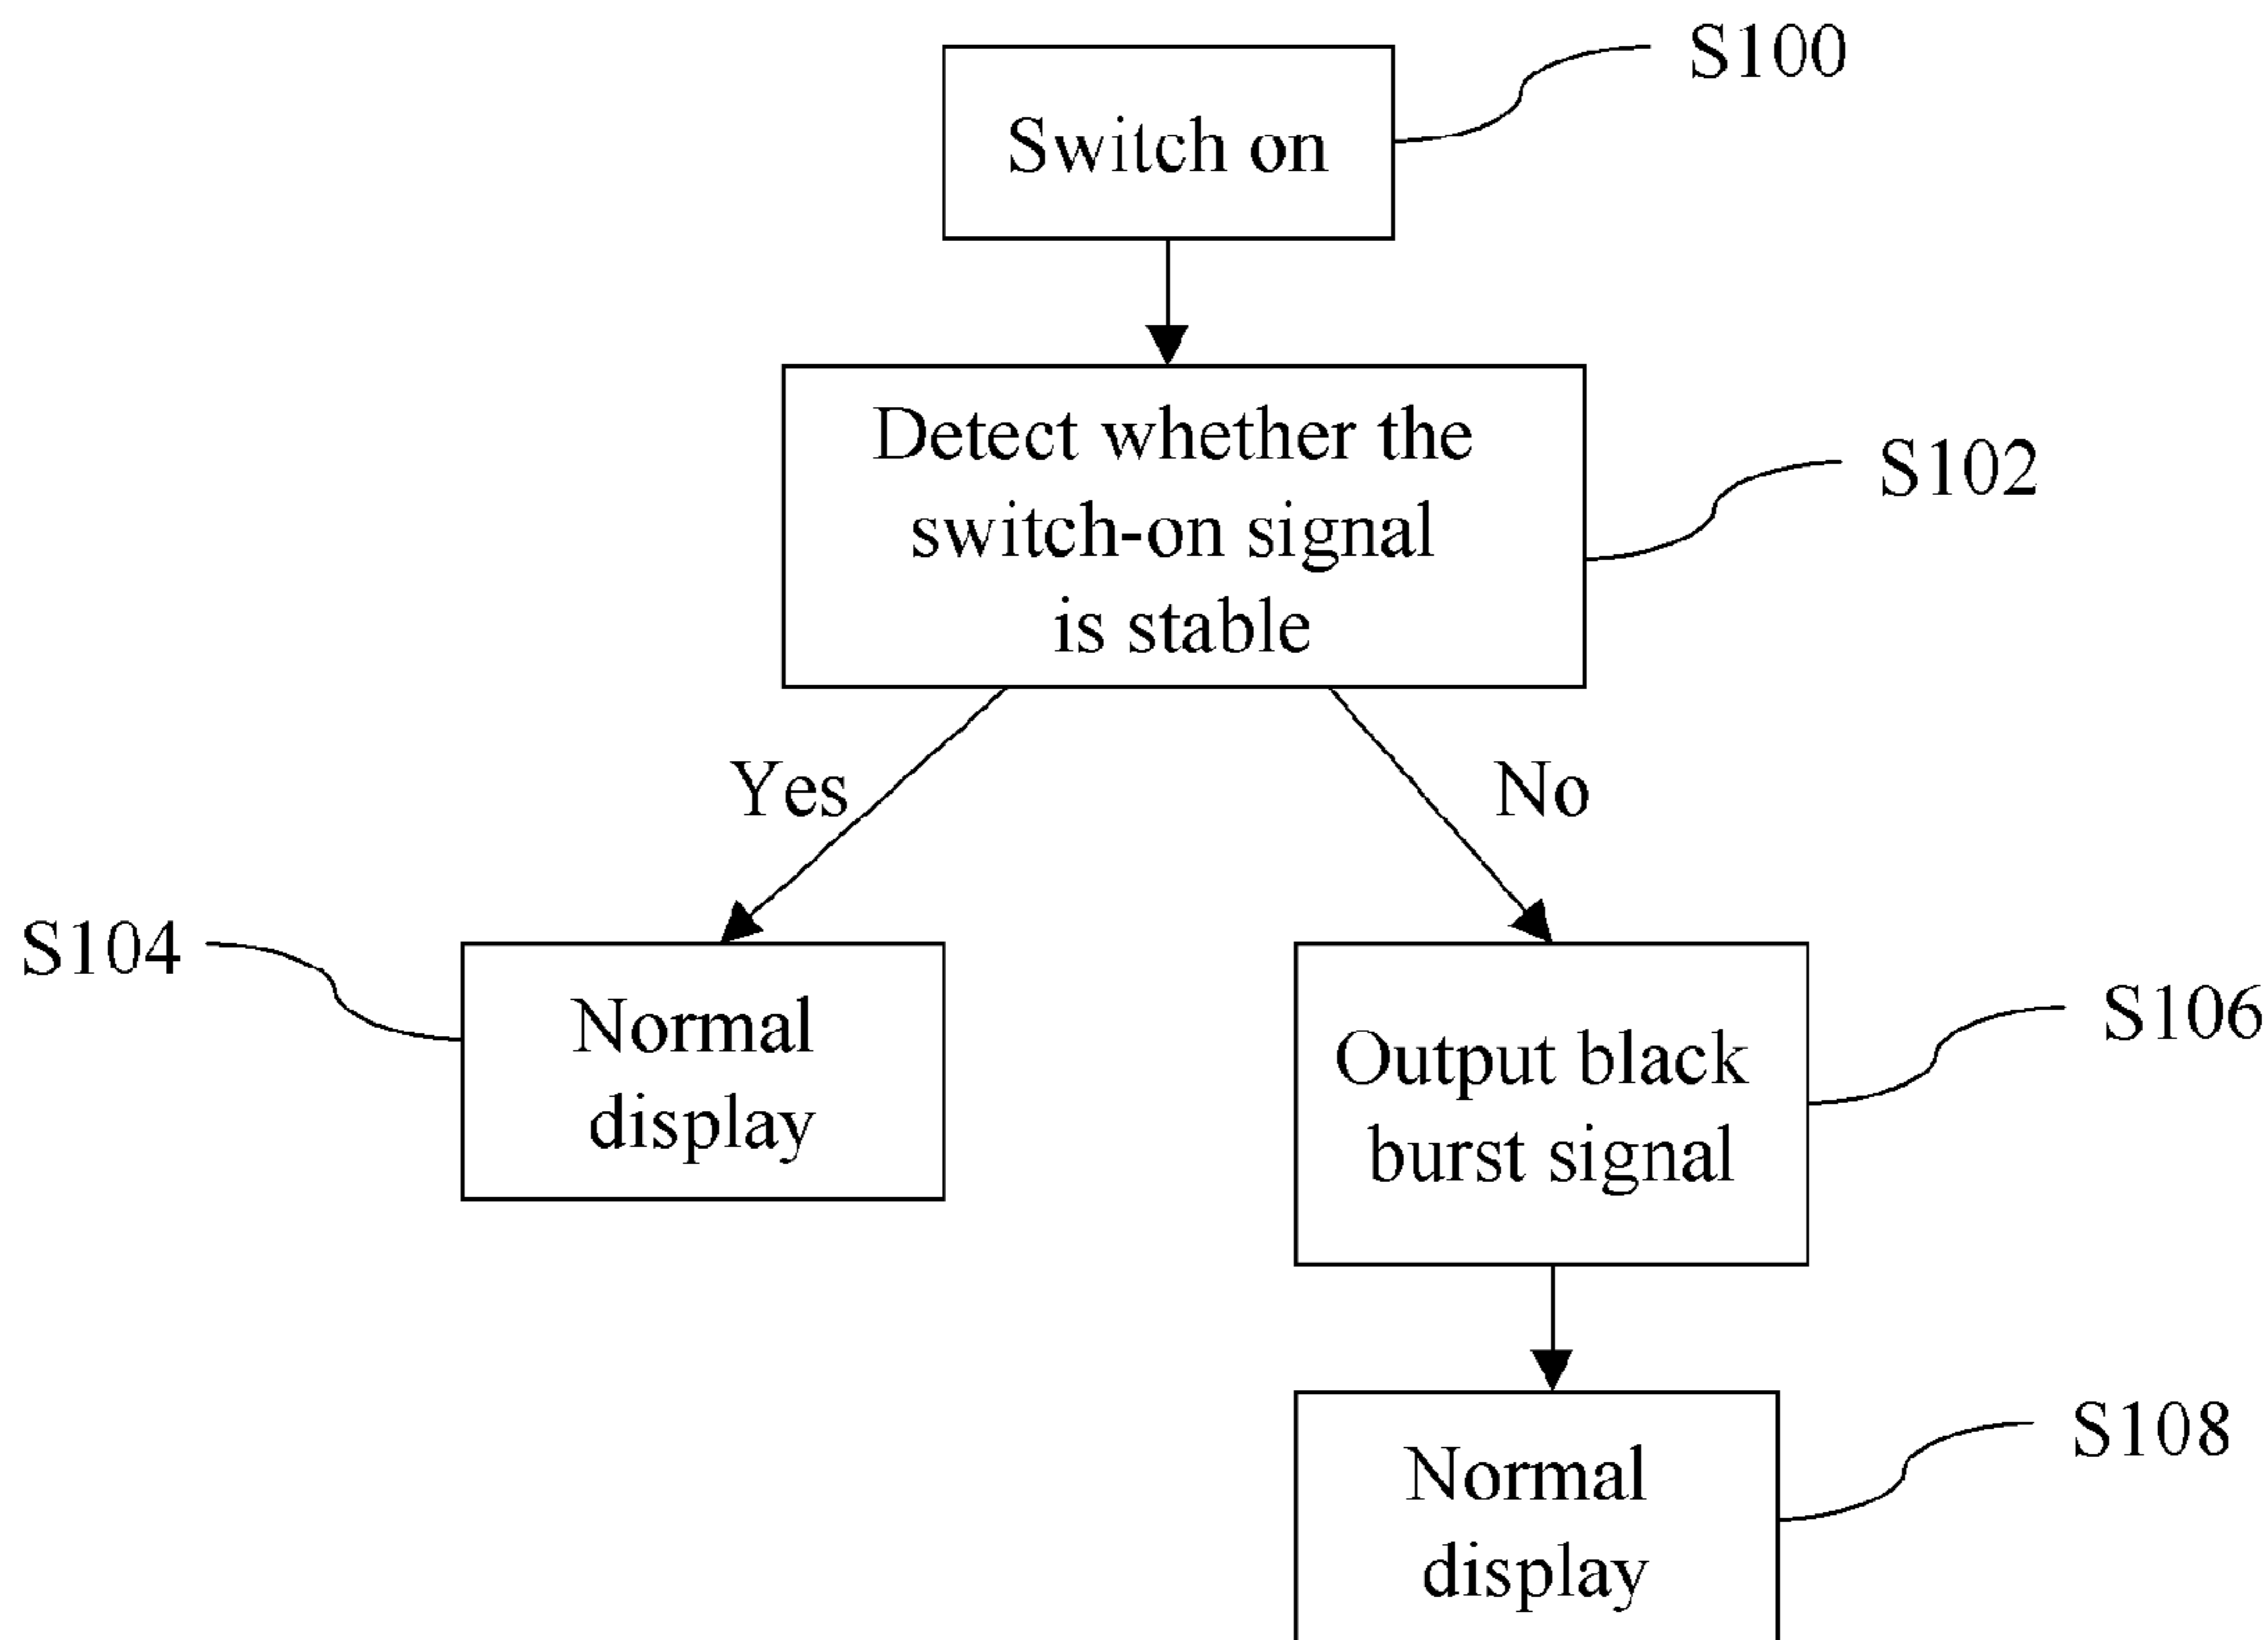 S100
Switch on
Detect whether the
switch-on signal
is stable
S102
Yes
No
S104
Normal
display
Output black
burst signal
S106
Normal
display
S108